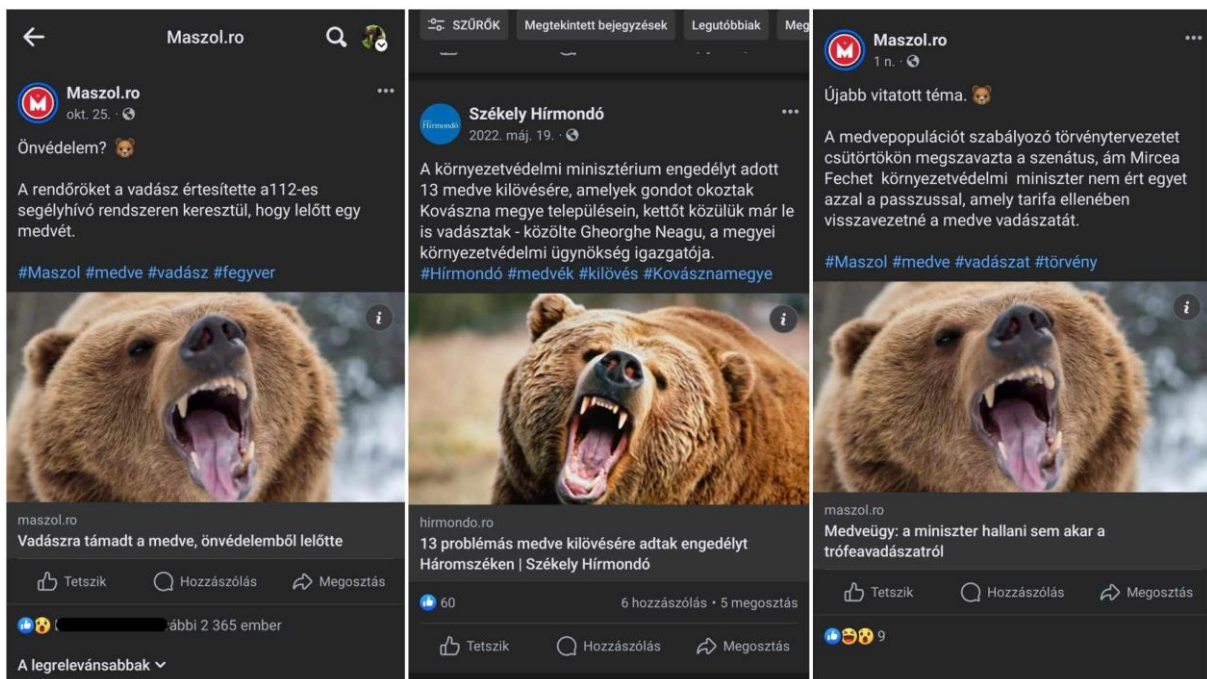 Maszol.ro
Maszol.ro
okt. 25.
Önvédelem?
A rendőröket a vadász értesítette a112-es
segélyhívó rendszeren keresztül, hogy lelőtt egy
medvét.
#Maszol #medve #vadász #fegyver
maszol.ro
Vadászra támadt a medve, önvédelemből lelőtte
Tetszik Hozzászólás Megosztás
ábbi 2 365 ember
A legrelevánsabbak
SZŰRŐK Megtekintett bejegyzések Legutóbbiak Meg
Hírmondó
Székely Hírmondó
2022. máj. 19.
A környezetvédelmi minisztérium engedélyt adott
13 medve kilövésére, amelyek gondot okoztak
Kovászna megye településein, kettőt közülük már le
is vadásztak - közölte Gheorghe Neagu, a megyei
környezetvédelmi ügynökség igazgatója.
#Hírmondó #medvék #kilövés #Kovásznamegye
hirmondo.ro
13 problémás medve kilövésére adtak engedélyt
Háromszéken | Székely Hírmondó
60 6 hozzászólás • 5 megosztás
Tetszik Hozzászólás Megosztás
Maszol.ro
1 n.
Újabb vitatott téma.
A medvepopulációt szabályozó törvénytervezetet
csütörtökön megszavazta a szenátus, ám Mircea
Fechet környezetvédelmi miniszter nem ért egyet
azzal a passzussal, amely tarifa ellenében
visszavezetné a medve vadászatát.
#Maszol #medve #vadászat #törvény
maszol.ro
Medveügy: a miniszter hallani sem akar a
trófeavadászatról
Tetszik Hozzászólás Megosztás
9